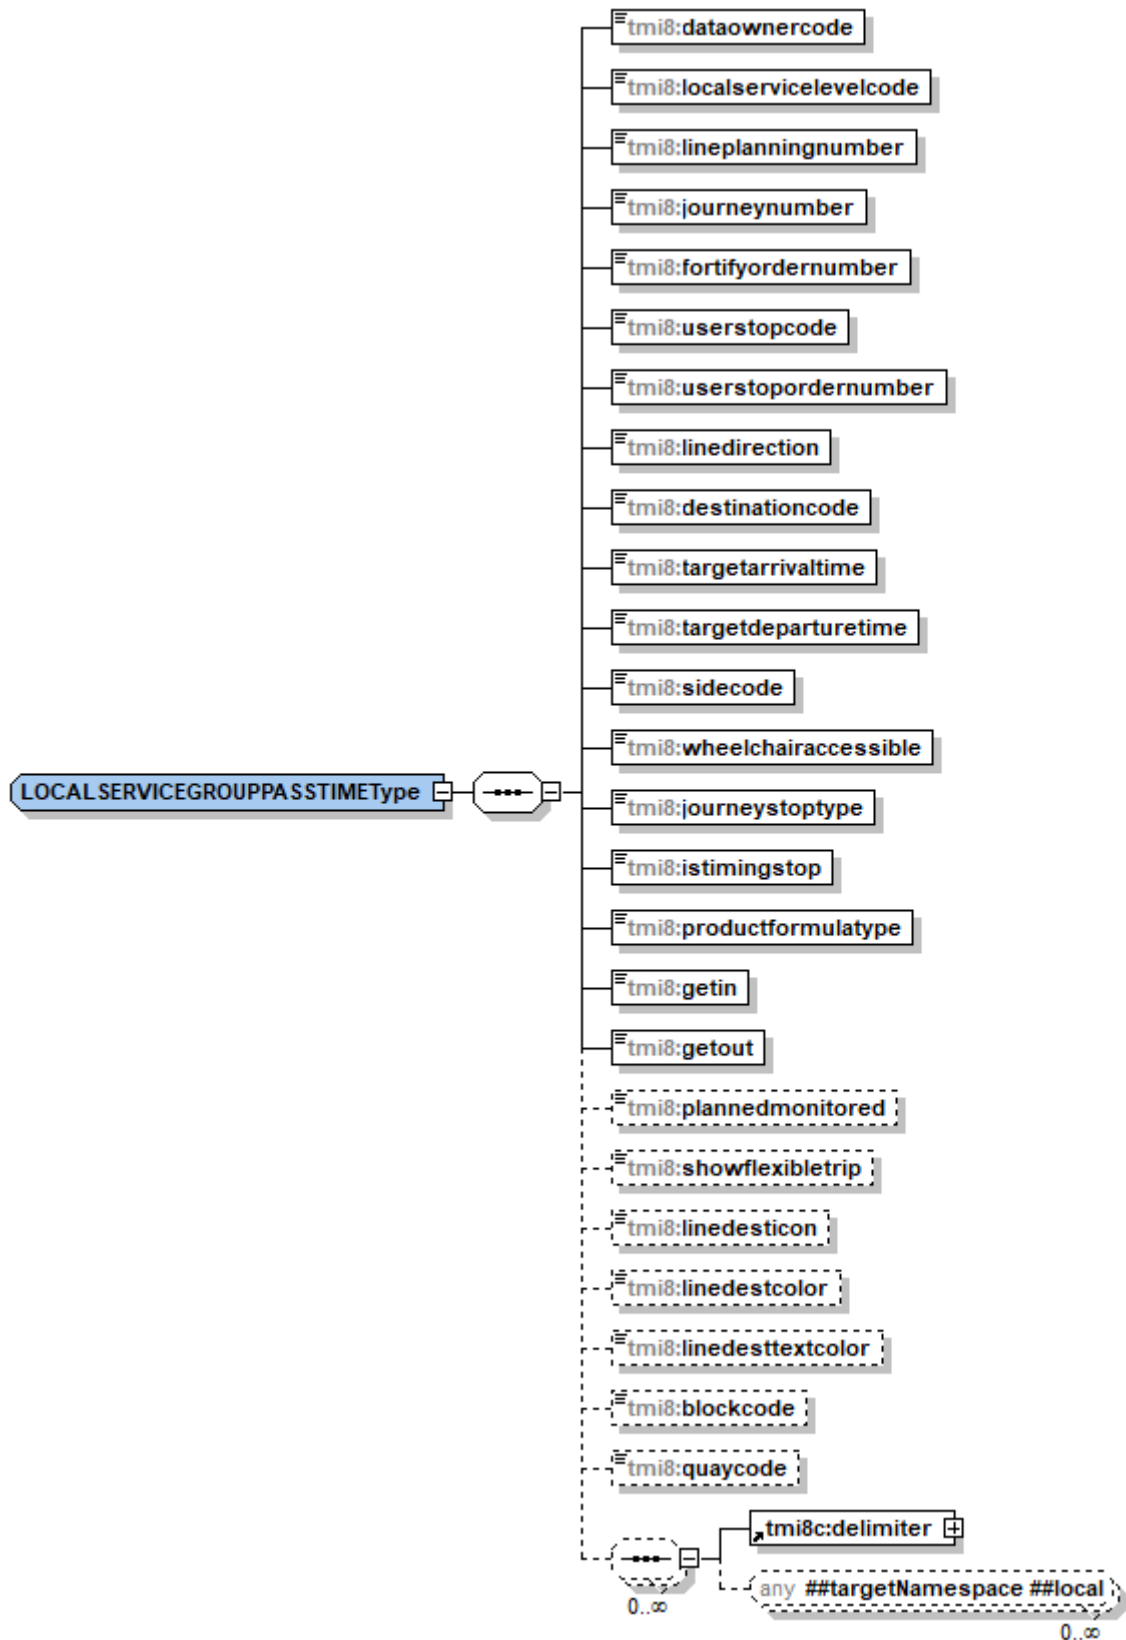 tmi8:dataownercode
tmi8:localservicelevelcode
tmi8:lineplanningnumber
tmi8:journeynumber
tmi8:fortifyordernumber
tmi8:userstopcode
tmi8:userstopordernumber
tmi8:linedirection
tmi8:destinationcode
tmi8:targetarrivaltime
tmi8:targetdeparturetime
tmi8:sidecode
tmi8:wheelchairaccessible
LOCALSERVICEGROUPPASSTIMEType
tmi8:journeystoptype
tmi8:istimingstop
tmi8:productformulatype
tmi8:getin
tmi8:getout
tmi8:plannedmonitored
tmi8:showflexibletrip
tmi8:linedesticon
tmi8:linedestcolor
tmi8:linedesttextcolor
tmi8:blockcode
tmi8:quaycode
tmi8c:delimiter
any ##targetNamespace ##local
0..∞
0..∞